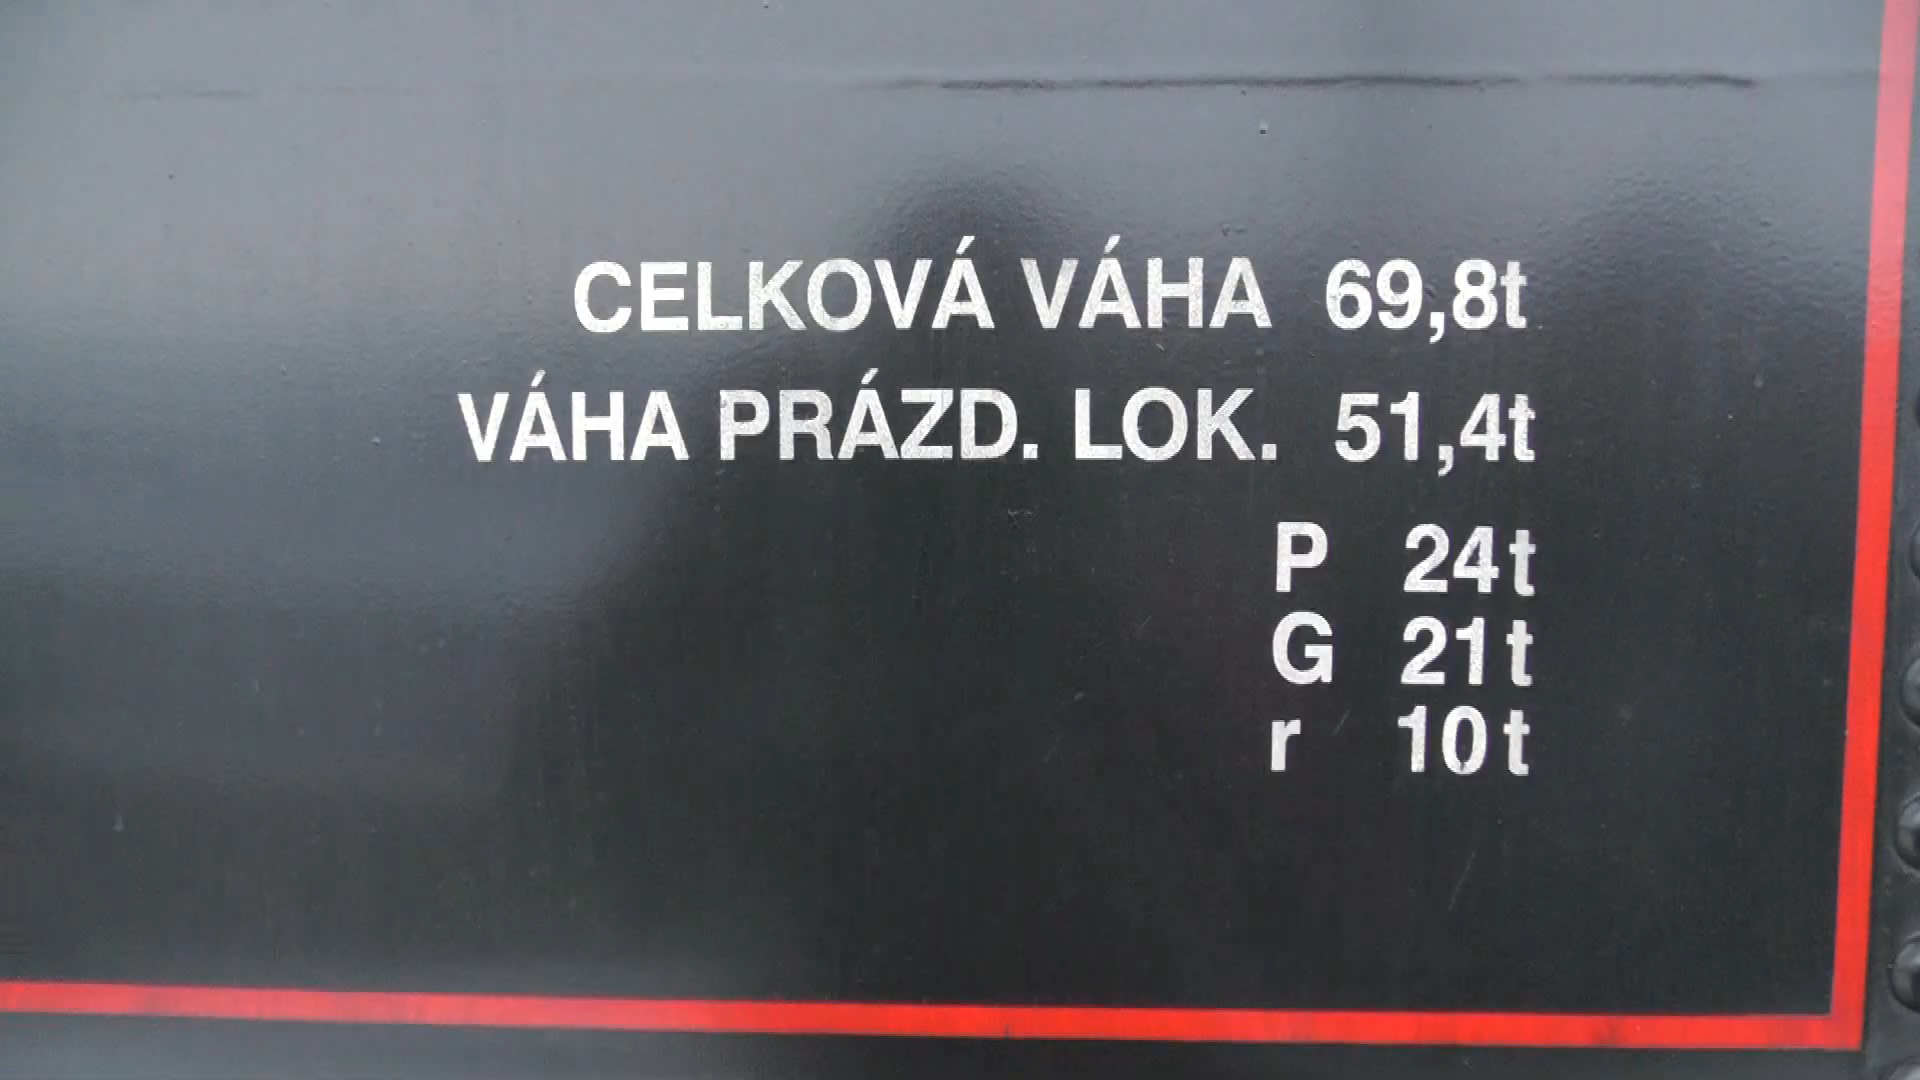 CELKOVÁ VÁHA 69,8t
VÁHA PRÁZD. LOK. 51,4t
P 24t
G 21t
r 10t